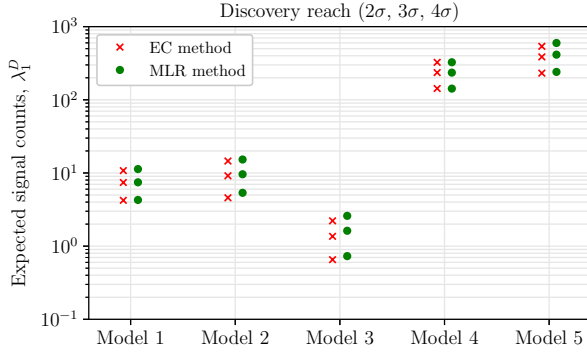 Discovery reach (2σ, 3σ, 4σ)
Expected signal counts, λ₁ᴰ
10³
10²
10¹
10⁰
10⁻¹
EC method
MLR method
Model 1 Model 2 Model 3 Model 4 Model 5